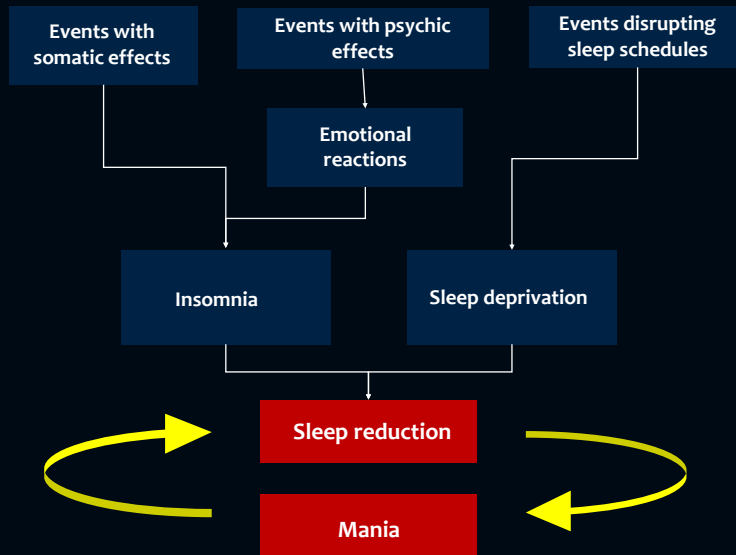 Events with
somatic effects
Events with psychic
effects
Events disrupting
sleep schedules
Emotional
reactions
Insomnia
Sleep deprivation
Sleep reduction
Mania